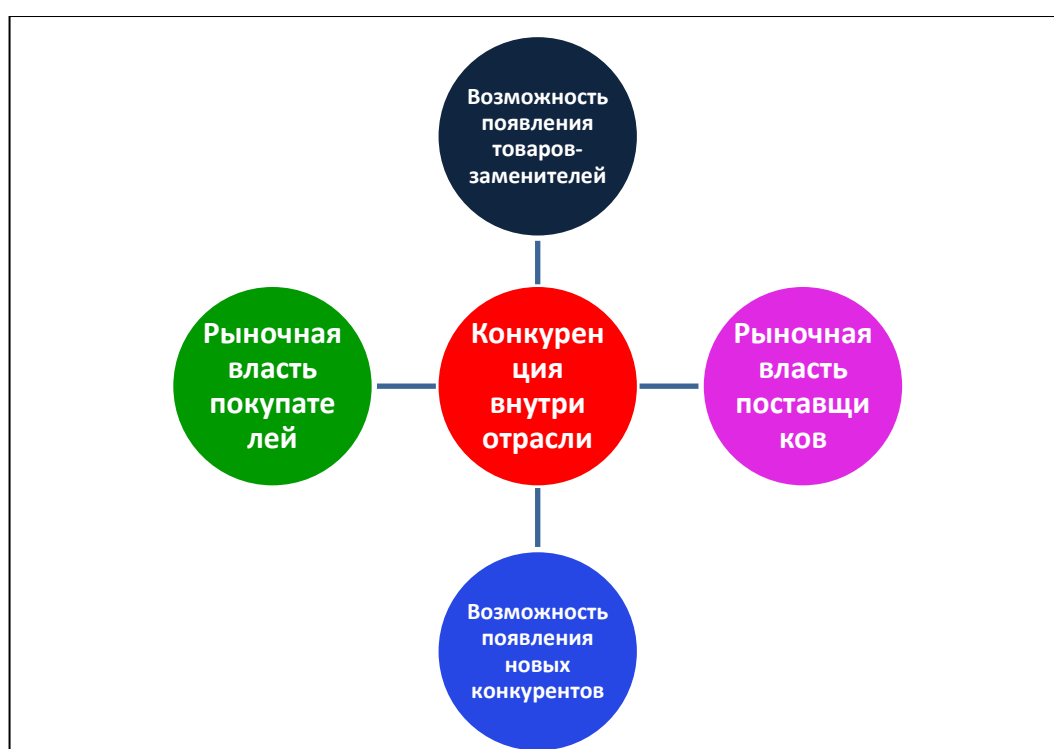 Возможность
появления
товаров-
заменителей
Рыночная
власть
покупате
лей
Конкурен
ция
внутри
отрасли
Рыночная
власть
поставщи
ков
Возможность
появления
новых
конкурентов